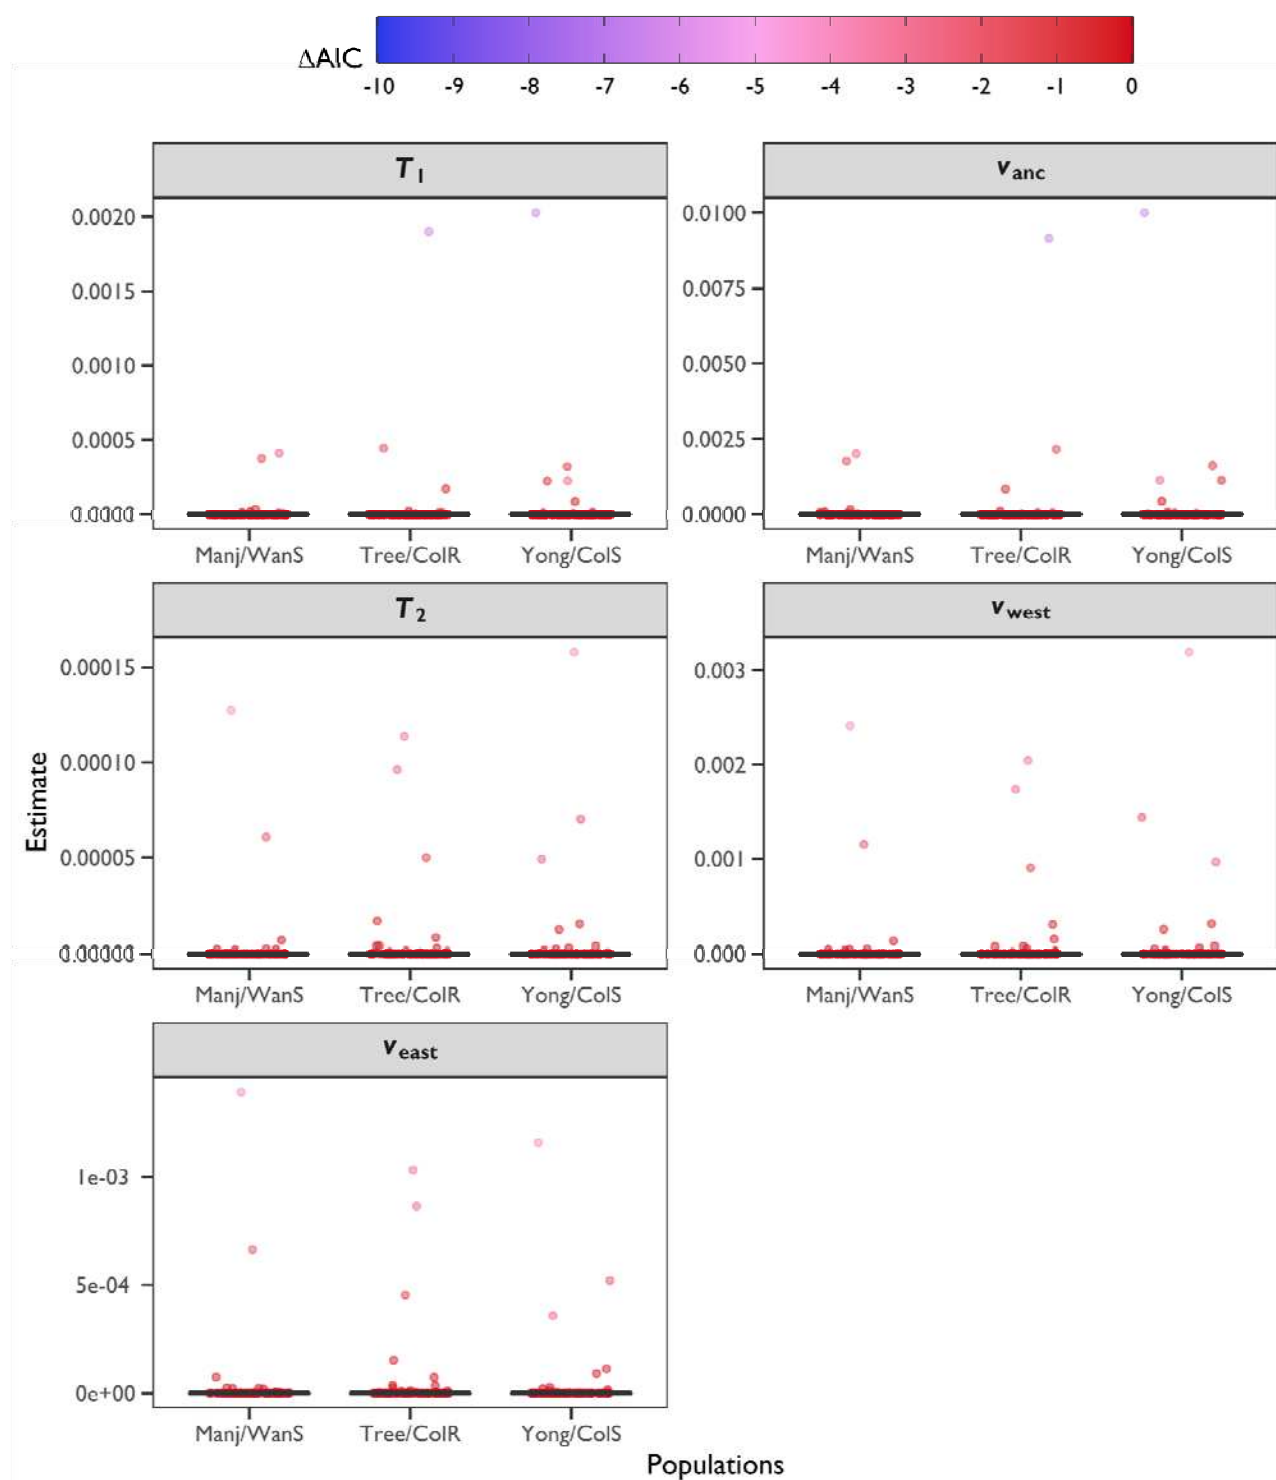 ΔAIC
-10 -9 -8 -7 -6 -5 -4 -3 -2 -1 0
T1
νanc
0.0020
0.0015
0.0010
0.0005
0.0000
0.0100
0.0075
0.0050
0.0025
0.0000
Manj/WanS Tree/ColR Yong/ColS
Manj/WanS Tree/ColR Yong/ColS
T2
νwest
Estimate
0.00015
0.00010
0.00005
0.00000
0.003
0.002
0.001
0.000
Manj/WanS Tree/ColR Yong/ColS
Manj/WanS Tree/ColR Yong/ColS
νeast
1e-03
5e-04
0e+00
Manj/WanS Tree/ColR Yong/ColS
Populations